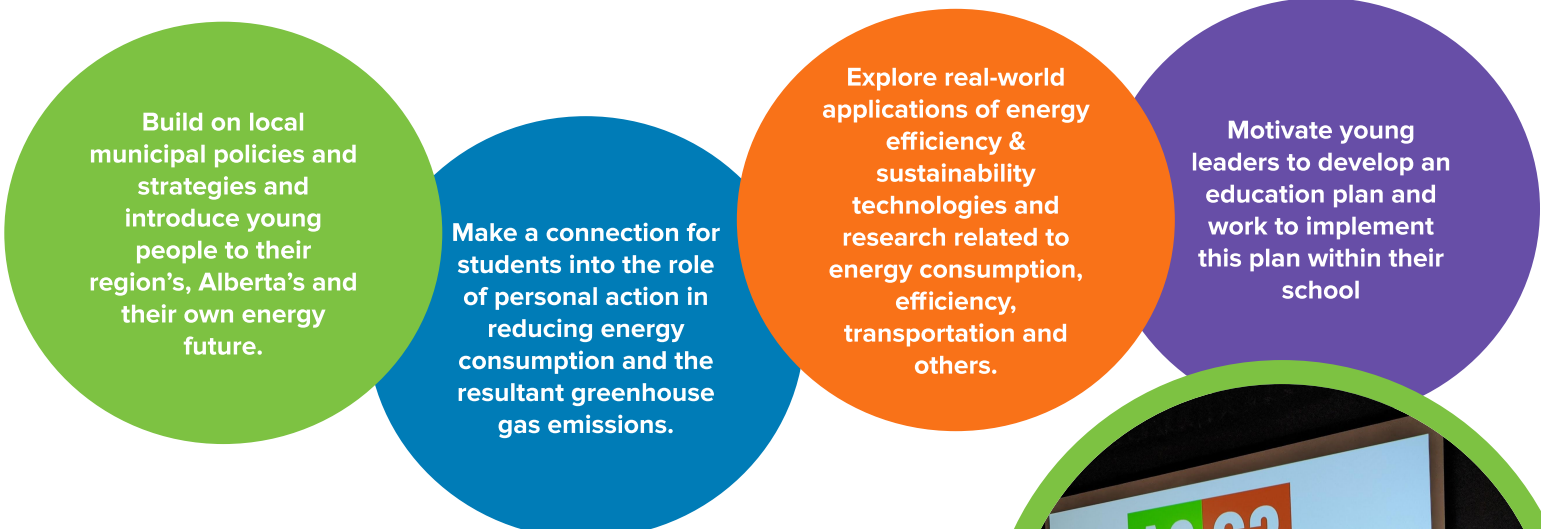 Build on local
municipal policies and
strategies and
introduce young
people to their
region's, Alberta's and
their own energy
future.
Make a connection for
students into the role
of personal action in
reducing energy
consumption and the
resultant greenhouse
gas emissions.
Explore real-world
applications of energy
efficiency &
sustainability
technologies and
research related to
energy consumption,
efficiency,
transportation and
others.
Motivate young
leaders to develop an
education plan and
work to implement
this plan within their
school